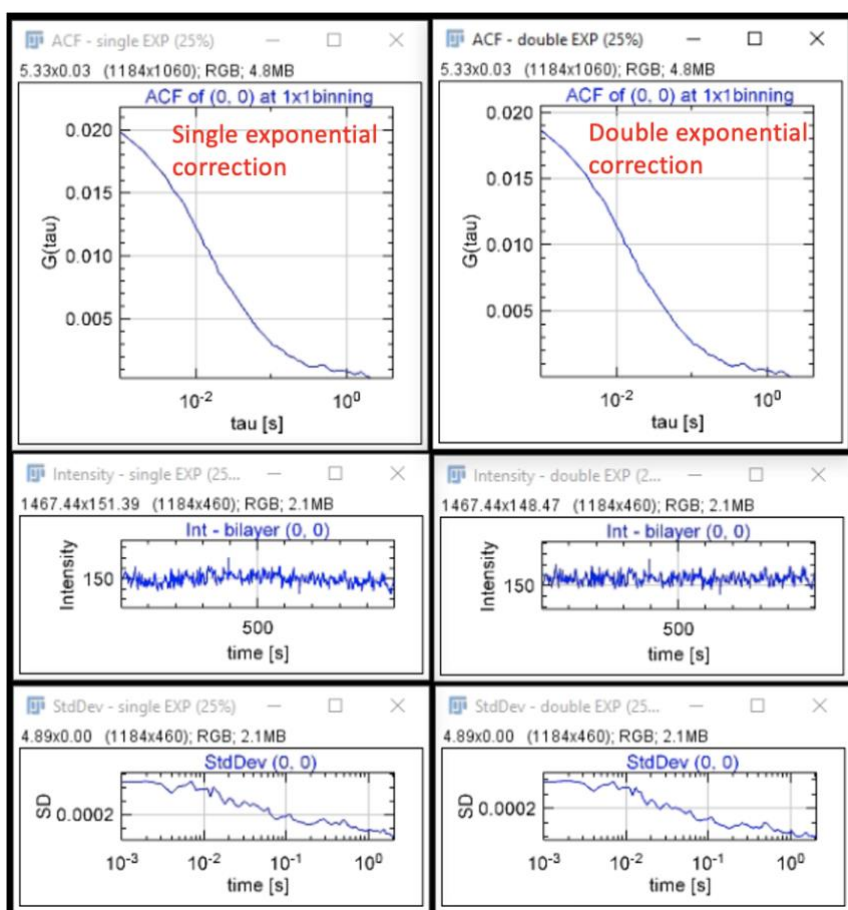 ACF - single EXP (25%)
5.33x0.03 (1184x1060); RGB; 4.8MB
ACF of (0, 0) at 1x1binning
Single exponential
correction
0.020
0.015
0.010
0.005
G(tau)
10-2
100
tau [s]
ACF - double EXP (25%)
5.33x0.03 (1184x1060); RGB; 4.8MB
ACF of (0, 0) at 1x1binning
Double exponential
correction
0.020
0.015
0.010
0.005
G(tau)
10-2
100
tau [s]
Intensity - single EXP (25...
1467.44x151.39 (1184x460); RGB; 2.1MB
Int - bilayer (0, 0)
Intensity
150
500
time [s]
Intensity - double EXP (2...
1467.44x148.47 (1184x460); RGB; 2.1MB
Int - bilayer (0, 0)
Intensity
150
500
time [s]
StdDev - single EXP (25%)
4.89x0.00 (1184x460); RGB; 2.1MB
StdDev (0, 0)
SD
0.0002
10-3 10-2 10-1 100
time [s]
StdDev - double EXP (25...
4.89x0.00 (1184x460); RGB; 2.1MB
StdDev (0, 0)
SD
0.0002
10-3 10-2 10-1 100
time [s]